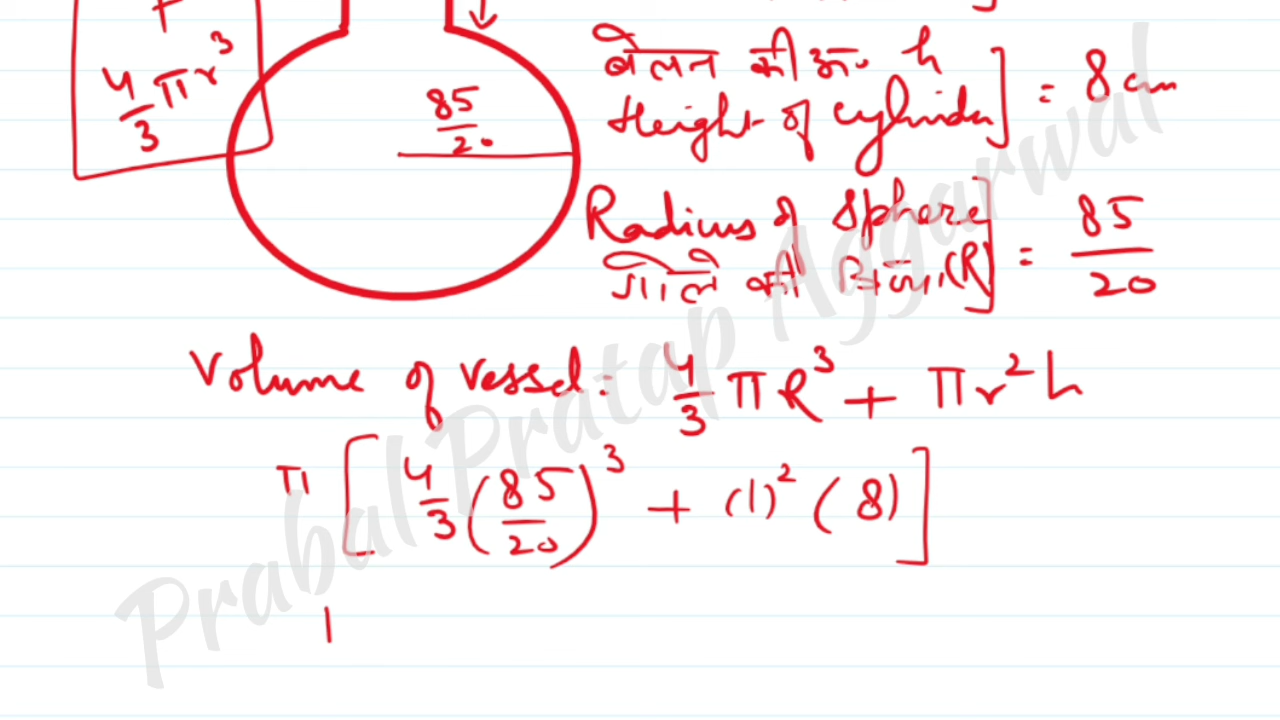 4/3 πr³
85/20
बेलन की ऊं. h
Height of cylinder] = 8 cm
Radius of Sphere
गोले की त्रिज्या (R)] = 85/20
Volume of Vessel = 4/3 πR³ + πr²h
π [4/3 (85/20)³ + (1)² (8)]
Prabal Pratap Aggarwal